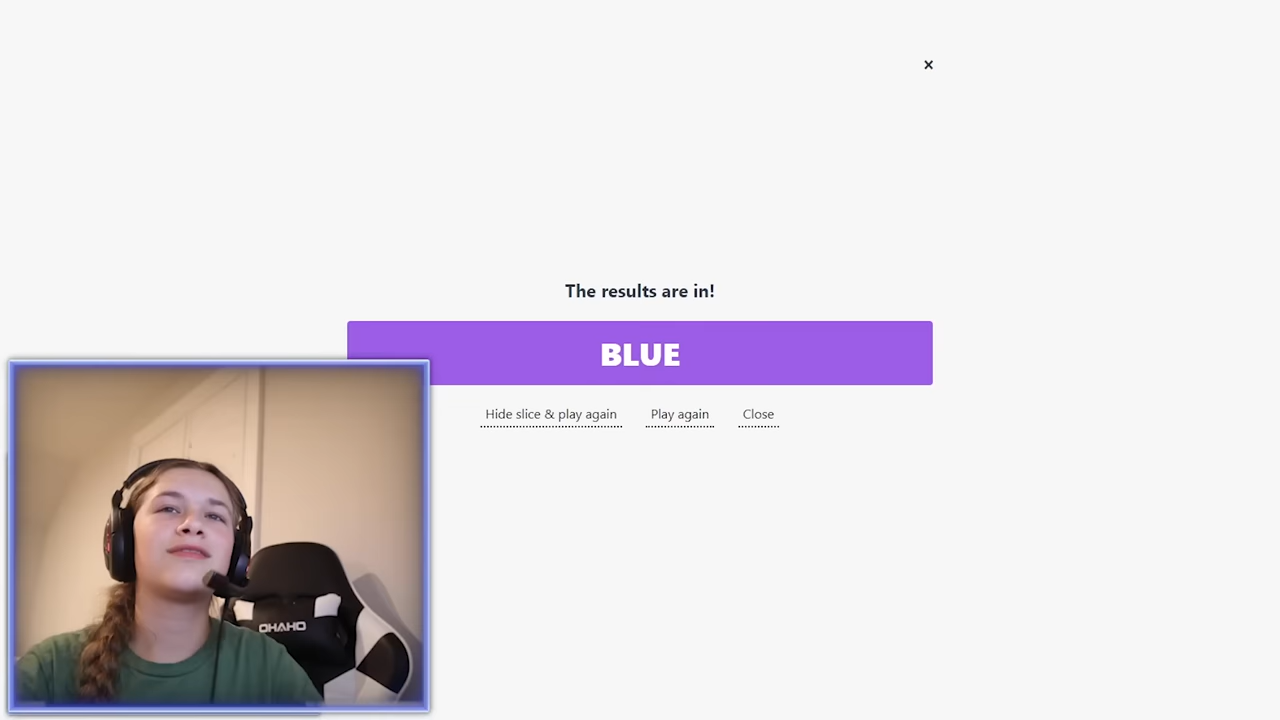 ×
The results are in!
BLUE
Hide slice & play again Play again Close
OHAHO